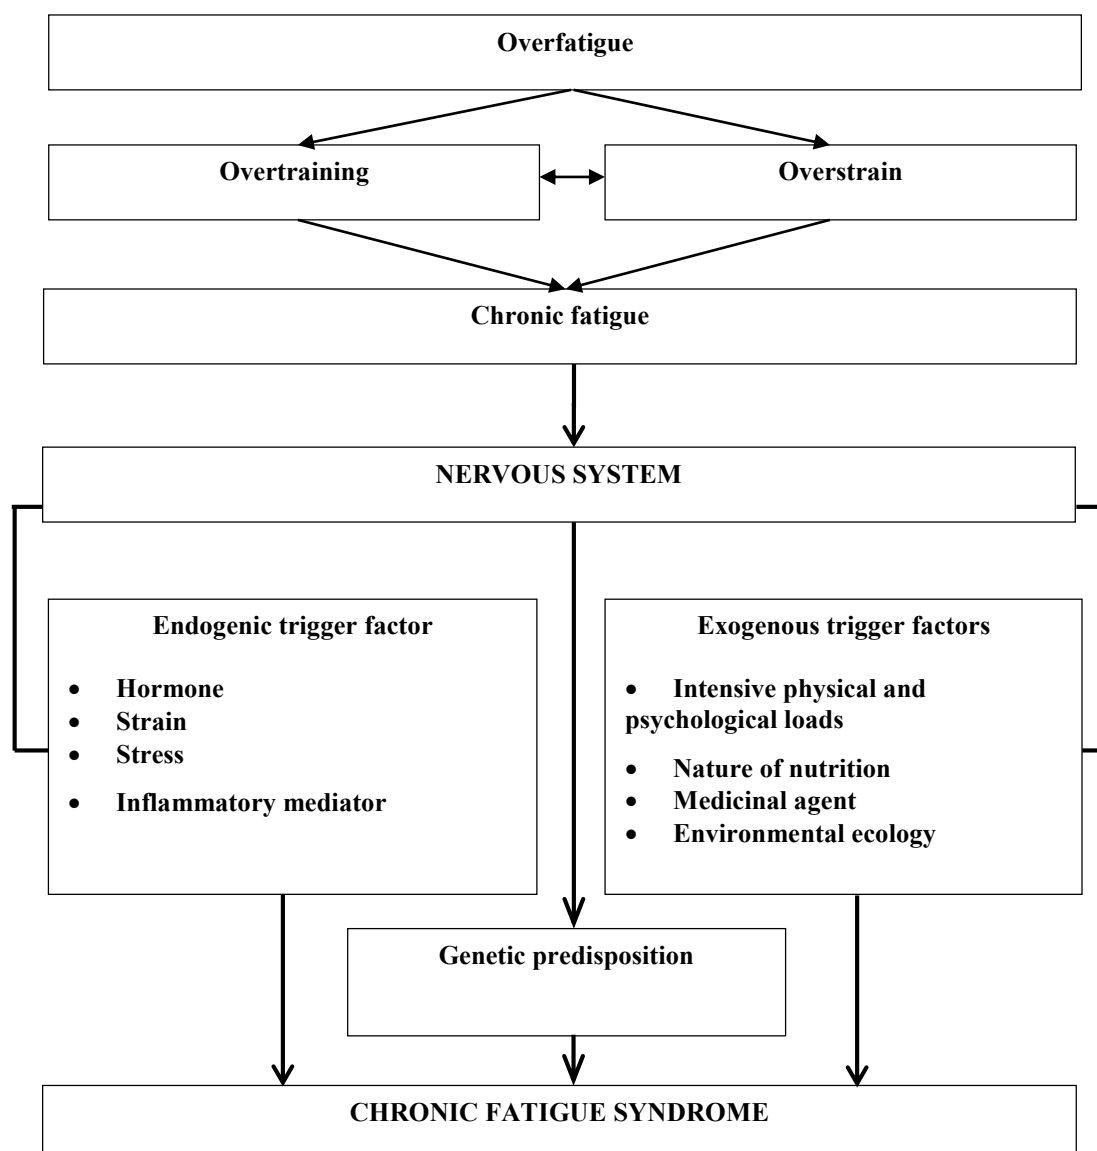 Overfatigue
Overtraining
Overstrain
Chronic fatigue
NERVOUS SYSTEM
Endogenic trigger factor
• Hormone
• Strain
• Stress
• Inflammatory mediator
Exogenous trigger factors
• Intensive physical and
psychological loads
• Nature of nutrition
• Medicinal agent
• Environmental ecology
Genetic predisposition
CHRONIC FATIGUE SYNDROME